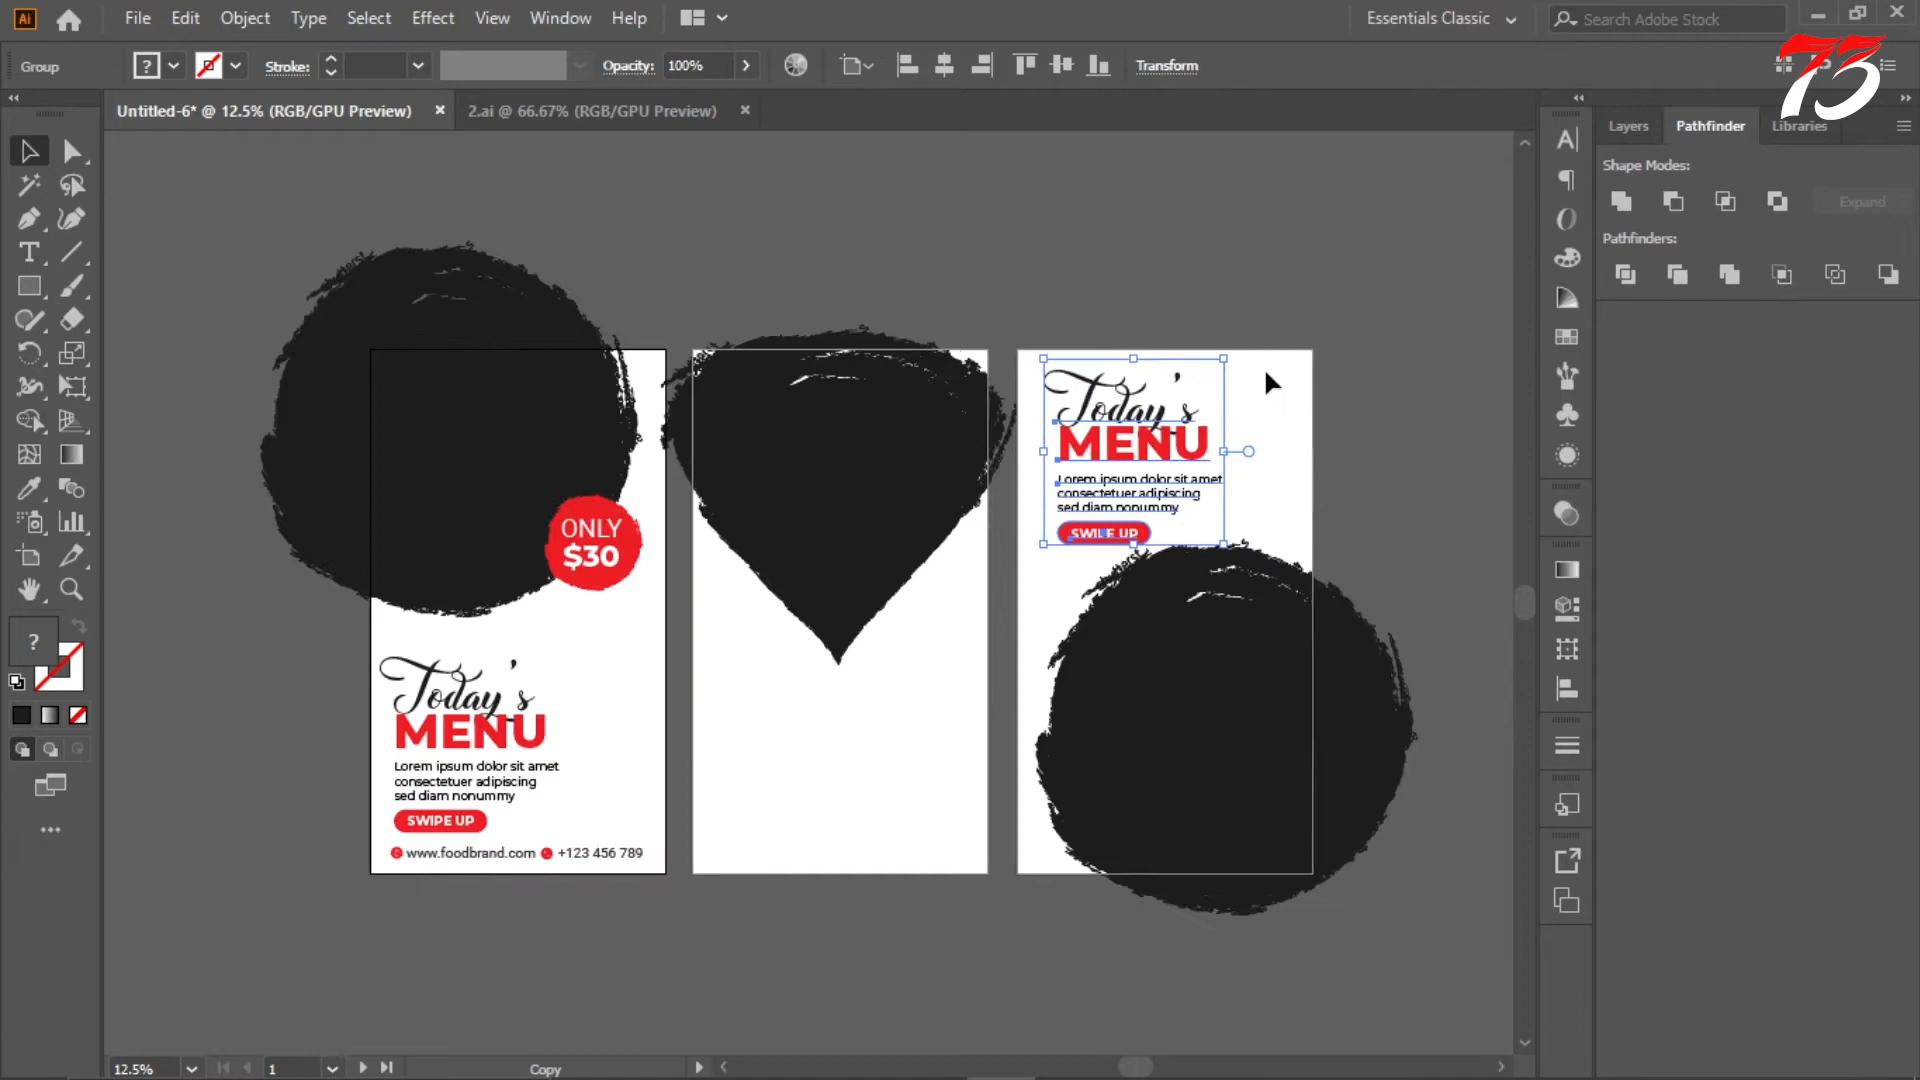 Ai File Edit Object Type Select Effect View Window Help Essentials Classic Search Adobe Stock
Group ? Stroke: Opacity: 100% Transform
73
Untitled-6* @ 12.5% (RGB/GPU Preview) × 2.ai @ 66.67% (RGB/GPU Preview) ×
Layers Pathfinder Libraries
Shape Modes:
Expand
Pathfinders:
ONLY
$30
Today's
MENU
Lorem ipsum dolor sit amet
consectetuer adipiscing
sed diam nonummy
SWIPE UP
www.foodbrand.com +123 456 789
Today's
MENU
Lorem ipsum dolor sit amet
consectetuer adipiscing
sed diam nonummy
SWIPE UP
?
12.5% 1 Copy